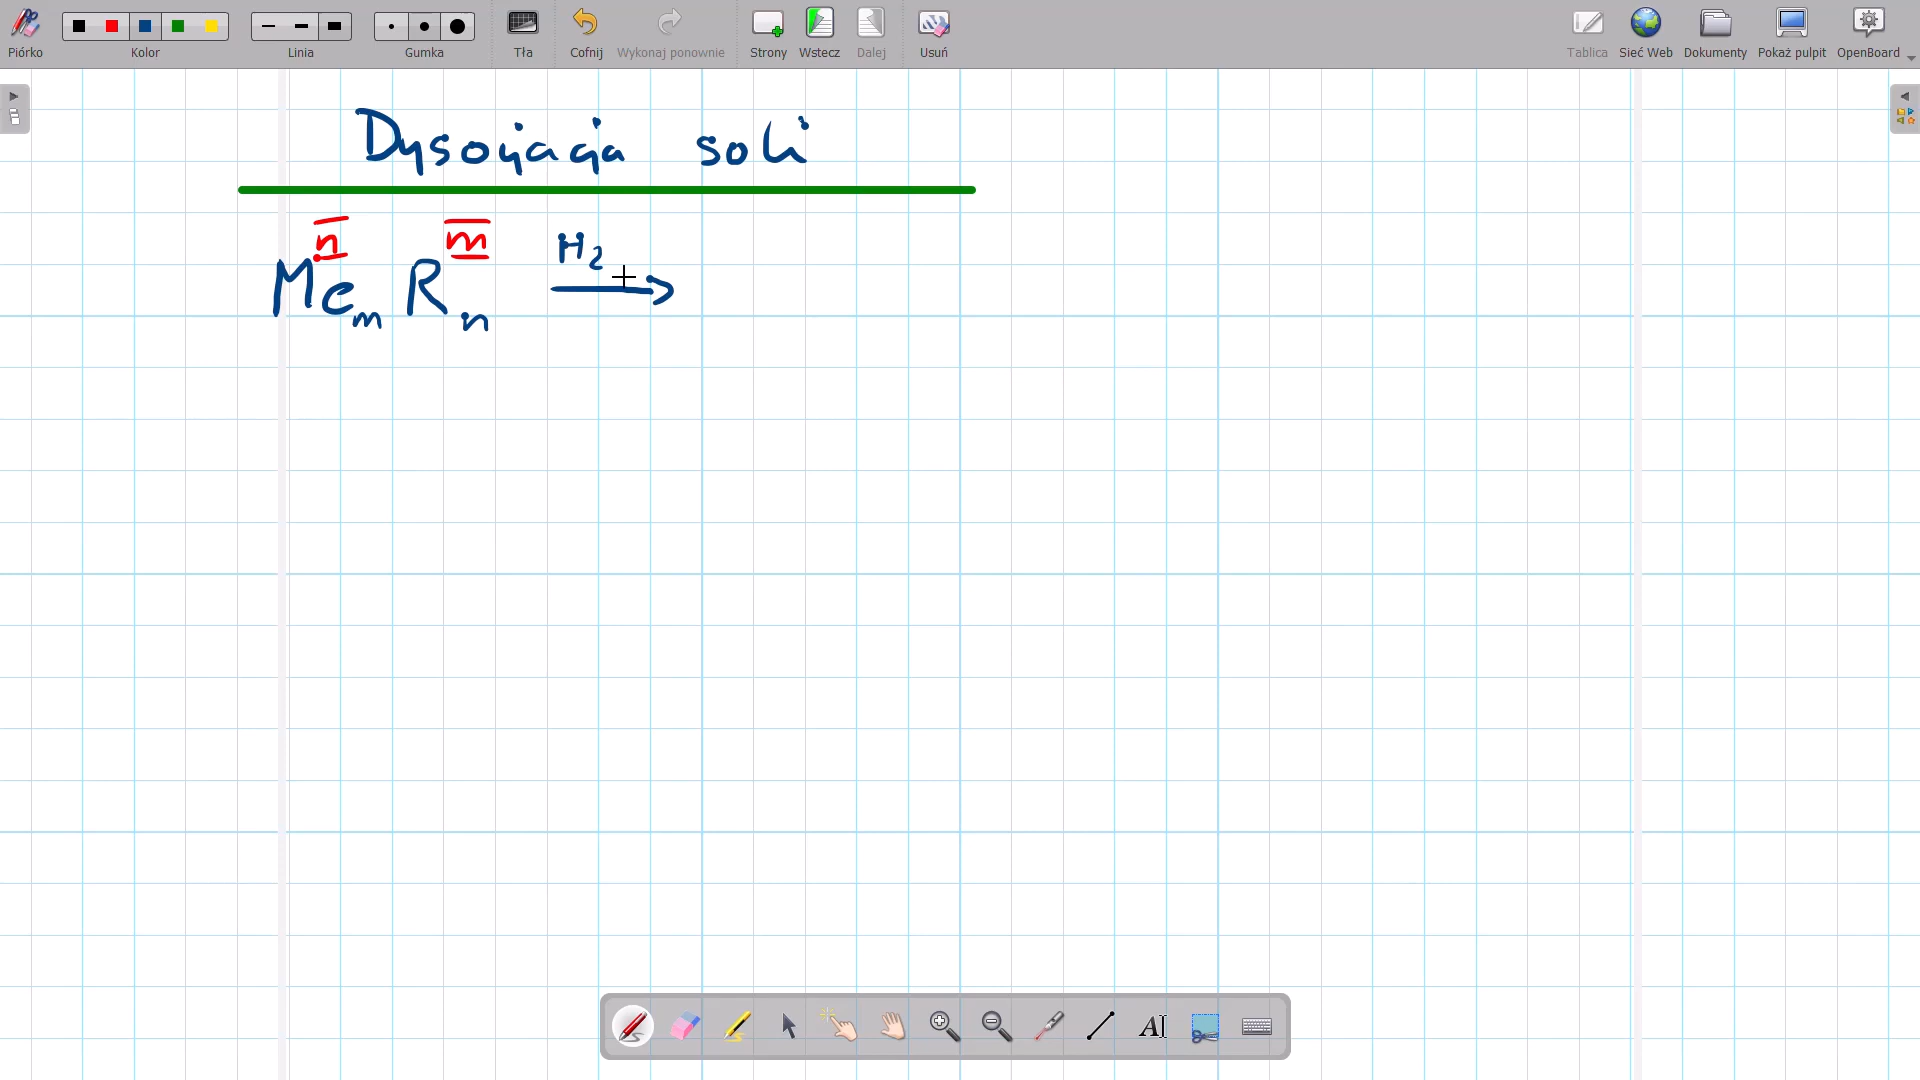 Piórko Kolor Linia Gumka Tła Cofnij Wykonaj ponownie Strony Wstecz Dalej Usuń Tablica Sieć Web Dokumenty Pokaż pulpit OpenBoard
Dysocjacja soli
n m H2
Mem Rn